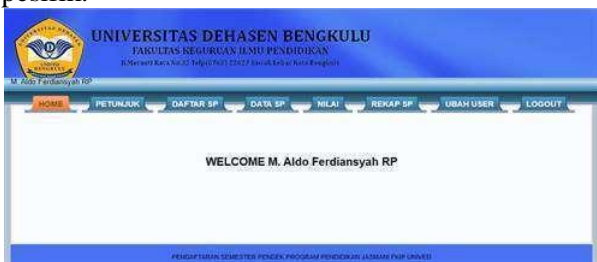 UNIVERSITAS DEHASEN BENGKULU
FAKULTAS KEGURUAN ILMU PENDIDIKAN
M. Aldo Ferdiansyah RP
HOME PETUNJUK DAFTAR SP DATA SP NILAI REKAP SP UBAH USER LOGOUT
WELCOME M. Aldo Ferdiansyah RP
PENDAFTARAN SEMESTER PENDEK PROGRAM PENDIDIKAN JASMANI FKIP UNIVED